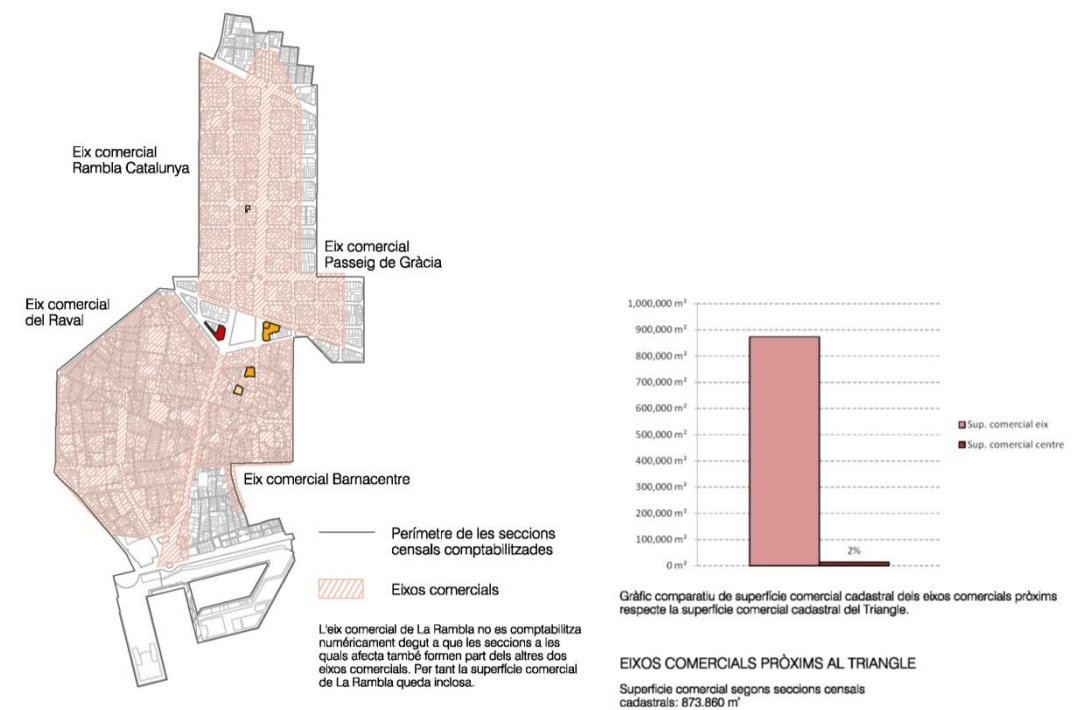 Eix comercial
Rambla Catalunya
Eix comercial
Passeig de Gràcia
Eix comercial
del Raval
Eix comercial Barnacentre
Perímetre de les seccions
censals comptabilitzades
Eixos comercials
L'eix comercial de La Rambla no es comptabilitza
numéricament degut a que les seccions a les
quals afecta també formen part dels altres dos
eixos comercials. Per tant la superfície comercial
de La Rambla queda inclosa.
1,000,000 m²
900,000 m²
800,000 m²
700,000 m²
600,000 m²
500,000 m²
400,000 m²
300,000 m²
200,000 m²
100,000 m²
0 m²
2%
Sup. comercial eix
Sup. comercial centre
Gràfic comparatiu de superfície comercial cadastral dels eixos comercials pròxims
respecte la superfície comercial cadastral del Triangle.
EIXOS COMERCIALS PRÒXIMS AL TRIANGLE
Superficie comercial segons seccions censals
cadastrals: 873.860 m²